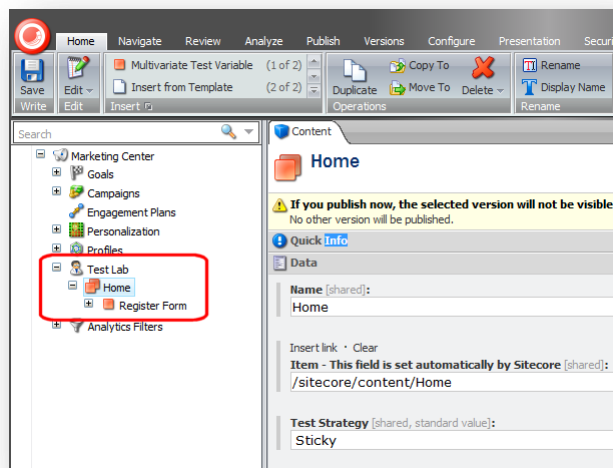 Home Navigate Review Analyze Publish Versions Configure Presentation Securi
Save
Write
Edit
Edit
Multivariate Test Variable (1 of 2)
Insert from Template (2 of 2)
Insert
Duplicate
Copy To
Move To
Delete
Operations
Rename
Display Name
Rename
Search
Marketing Center
Goals
Campaigns
Engagement Plans
Personalization
Profiles
Test Lab
Home
Register Form
Analytics Filters
Content
Home
If you publish now, the selected version will not be visible
No other version will be published.
Quick Info
Data
Name [shared]:
Home
Insert link · Clear
Item - This field is set automatically by Sitecore [shared]:
/sitecore/content/Home
Test Strategy [shared, standard value]:
Sticky